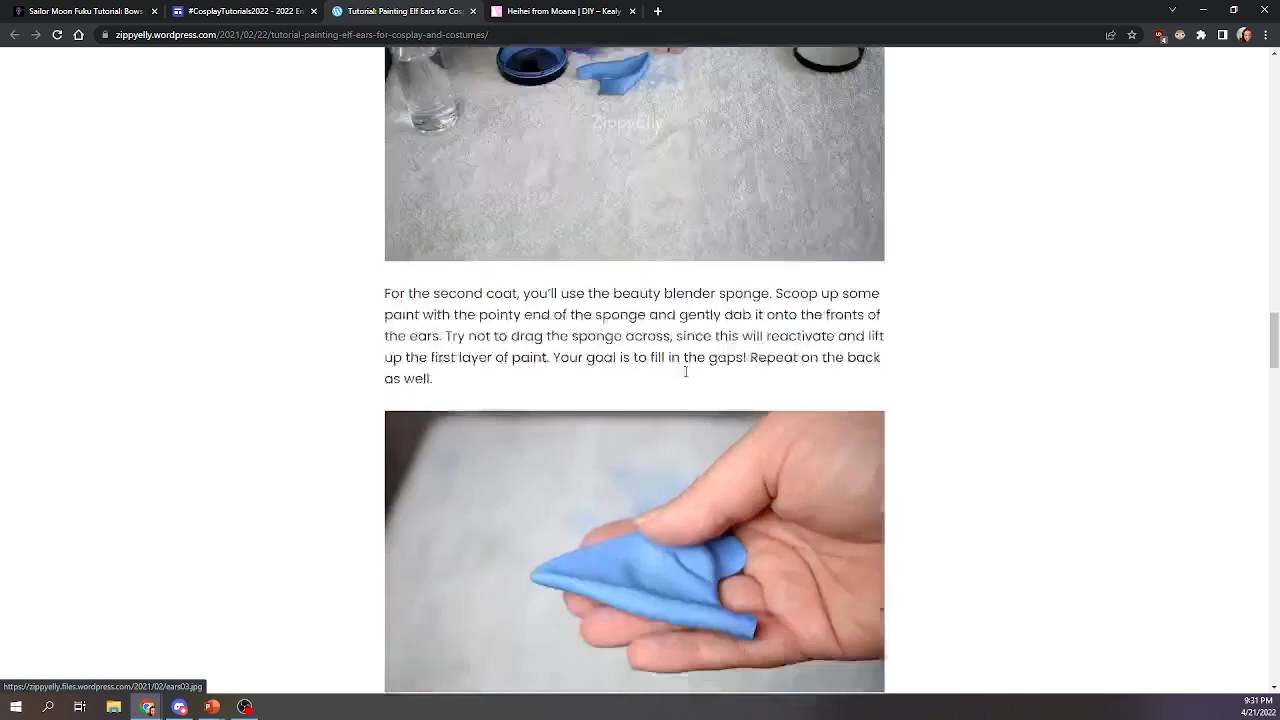 Sailor Moon Fuku Tutorial: Bows
#CosplayTutorials2022 - 2022 En
Tutorial: Painting Elf Ears for Cos
Heihei from Moana | DIY – Kealy
zippyelly.wordpress.com/2021/02/22/tutorial-painting-elf-ears-for-cosplay-and-costumes/
ZippyElly
For the second coat, you'll use the beauty blender sponge. Scoop up some
paint with the pointy end of the sponge and gently dab it onto the fronts of
the ears. Try not to drag the sponge across, since this will reactivate and lift
up the first layer of paint. Your goal is to fill in the gaps! Repeat on the back
as well.
https://zippyelly.files.wordpress.com/2021/02/ears03.jpg
9:31 PM
4/21/2022